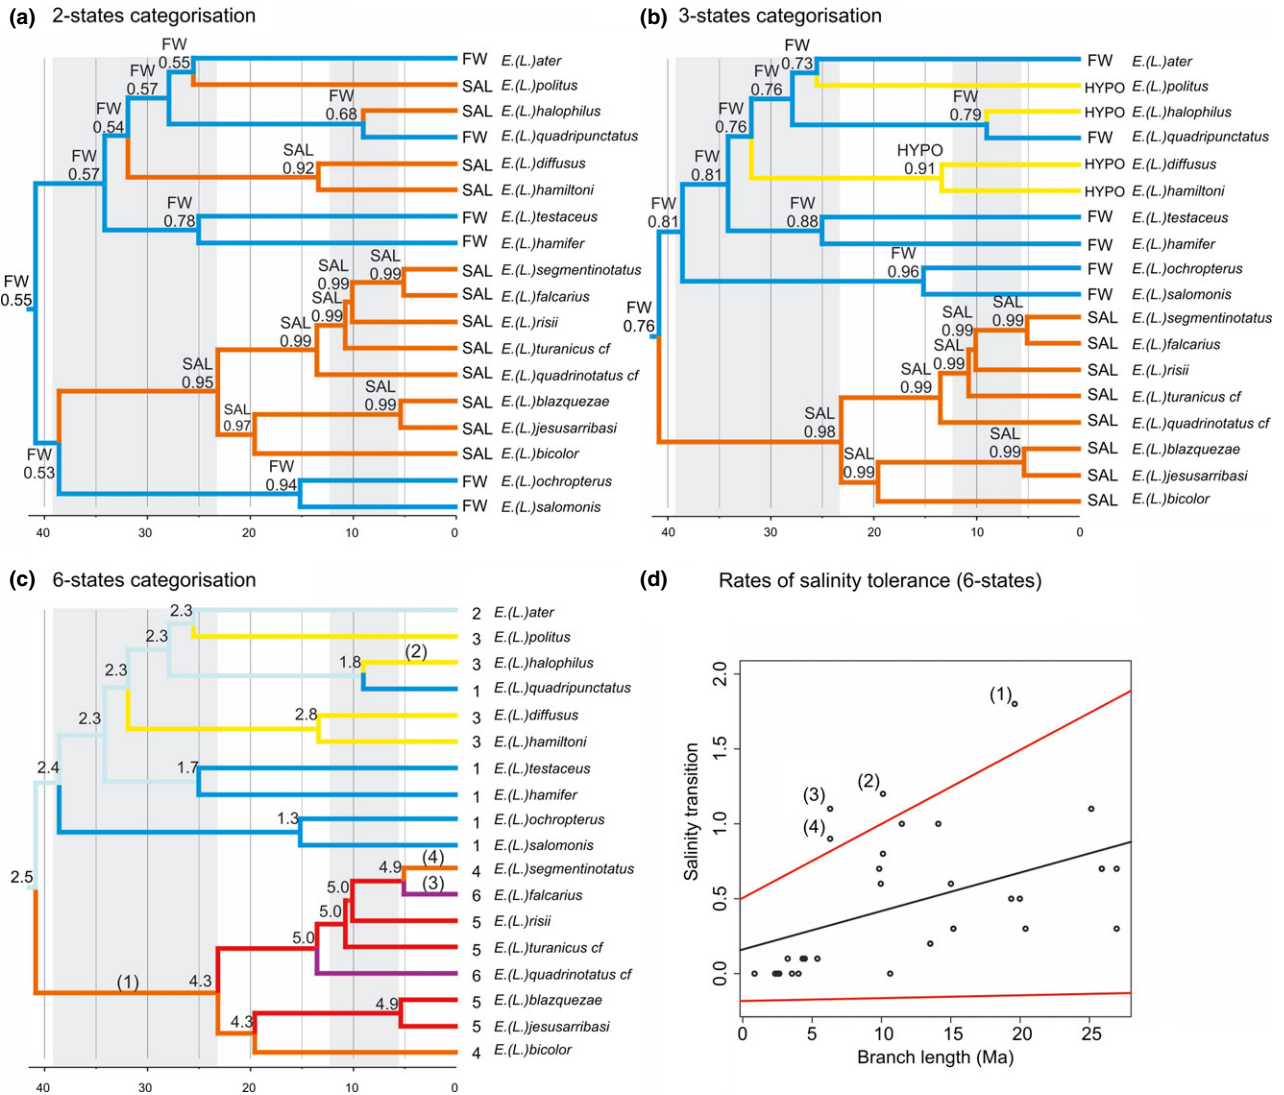 (a) 2-states categorisation
FW
0.55
FW
0.57
FW
0.54
FW
0.57
FW
0.68
SAL
0.92
FW
0.78
FW
0.55
SAL
0.99
SAL
0.99
SAL
0.99
SAL
0.99
SAL
0.95
SAL
0.99
SAL
0.97
FW
0.53
FW
0.94
FW E.(L.)ater
SAL E.(L.)politus
SAL E.(L.)halophilus
FW E.(L.)quadripunctatus
SAL E.(L.)diffusus
SAL E.(L.)hamiltoni
FW E.(L.)testaceus
FW E.(L.)hamifer
SAL E.(L.)segmentinotatus
SAL E.(L.)falcarius
SAL E.(L.)risii
SAL E.(L.)turanicus cf
SAL E.(L.)quadrinotatus cf
SAL E.(L.)blazquezae
SAL E.(L.)jesusarribasi
SAL E.(L.)bicolor
FW E.(L.)ochropterus
FW E.(L.)salomonis
40 30 20 10 0
(b) 3-states categorisation
FW
0.73
FW
0.76
FW
0.76
FW
0.79
HYPO
0.91
FW
0.81
FW
0.81
FW
0.88
FW
0.96
FW
0.76
SAL
0.99
SAL
0.99
SAL
0.99
SAL
0.99
SAL
0.98
SAL
0.99
SAL
0.99
FW E.(L.)ater
HYPO E.(L.)politus
HYPO E.(L.)halophilus
FW E.(L.)quadripunctatus
HYPO E.(L.)diffusus
HYPO E.(L.)hamiltoni
FW E.(L.)testaceus
FW E.(L.)hamifer
FW E.(L.)ochropterus
FW E.(L.)salomonis
SAL E.(L.)segmentinotatus
SAL E.(L.)falcarius
SAL E.(L.)risii
SAL E.(L.)turanicus cf
SAL E.(L.)quadrinotatus cf
SAL E.(L.)blazquezae
SAL E.(L.)jesusarribasi
SAL E.(L.)bicolor
40 30 20 10 0
(c) 6-states categorisation
2.3
2.3
2.3
1.8 (2)
2.3
2.8
2.4
1.7
1.3
2.5
4.9 (4)
(3)
5.0
5.0
5.0
4.3
(1)
4.9
4.3
2 E.(L.)ater
3 E.(L.)politus
3 E.(L.)halophilus
1 E.(L.)quadripunctatus
3 E.(L.)diffusus
3 E.(L.)hamiltoni
1 E.(L.)testaceus
1 E.(L.)hamifer
1 E.(L.)ochropterus
1 E.(L.)salomonis
4 E.(L.)segmentinotatus
6 E.(L.)falcarius
5 E.(L.)risii
5 E.(L.)turanicus cf
6 E.(L.)quadrinotatus cf
5 E.(L.)blazquezae
5 E.(L.)jesusarribasi
4 E.(L.)bicolor
40 30 20 10 0
(d) Rates of salinity tolerance (6-states)
Salinity transition
2.0
1.5
1.0
0.5
0.0
(1)
(2)
(3)
(4)
0 5 10 15 20 25
Branch length (Ma)